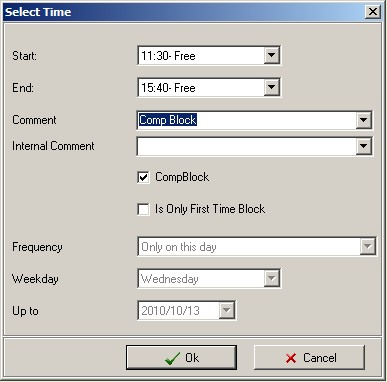 Select Time
Start: 11:30- Free
End: 15:40- Free
Comment Comp Block
Internal Comment
CompBlock
Is Only First Time Block
Frequency Only on this day
Weekday Wednesday
Up to 2010/10/13
Ok Cancel